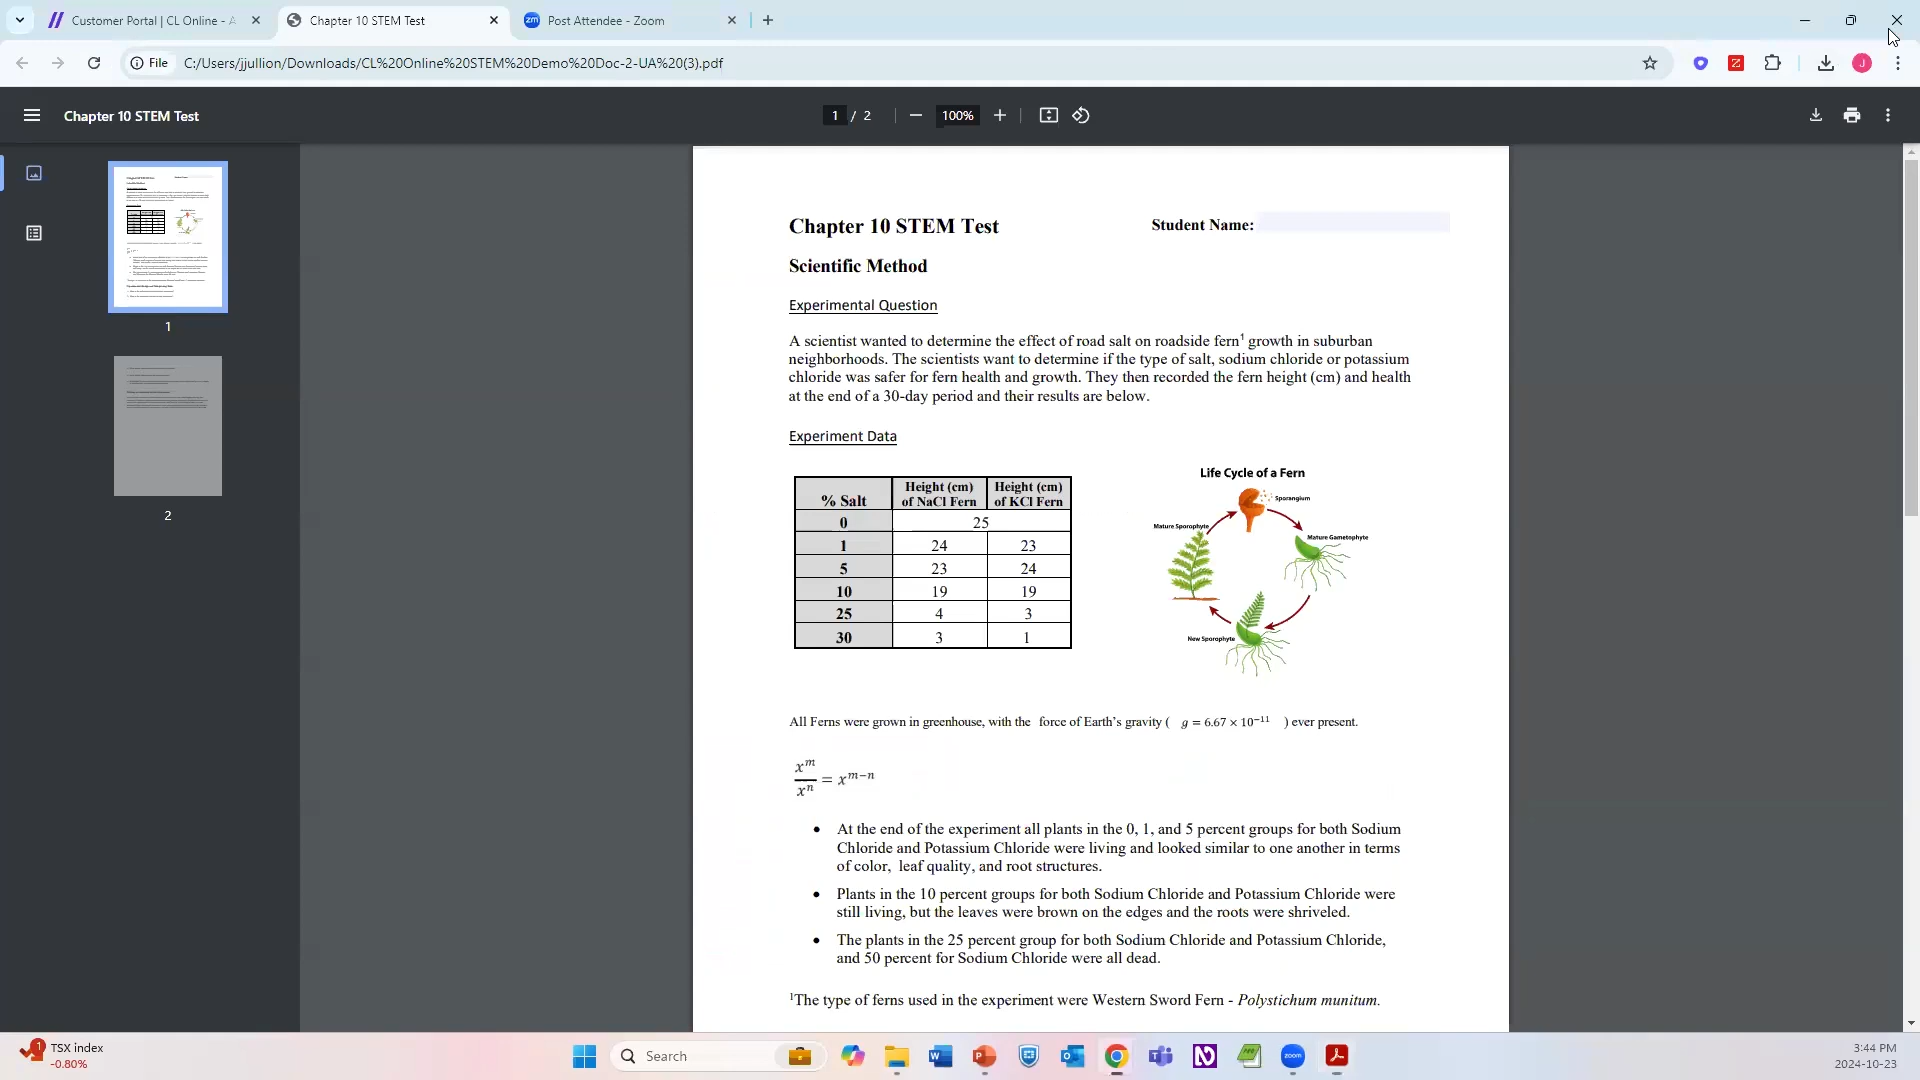 Customer Portal | CL Online - A
Chapter 10 STEM Test
zm
Post Attendee - Zoom
File
C:/Users/jjullion/Downloads/CL%20Online%20STEM%20Demo%20Doc-2-UA%20(3).pdf
Z
J
Chapter 10 STEM Test
1 / 2
100%
1
2
Chapter 10 STEM Test
Student Name:
Scientific Method
Experimental Question
A scientist wanted to determine the effect of road salt on roadside fern¹ growth in suburban
neighborhoods. The scientists want to determine if the type of salt, sodium chloride or potassium
chloride was safer for fern health and growth. They then recorded the fern height (cm) and health
at the end of a 30-day period and their results are below.
Experiment Data
% Salt
Height (cm) of NaCl Fern
Height (cm) of KCl Fern
0 25
1 24 23
5 23 24
10 19 19
25 4 3
30 3 1
Life Cycle of a Fern
Sporangium
Mature Sporophyte
Mature Gametophyte
New Sporophyte
All Ferns were grown in greenhouse, with the force of Earth's gravity ( g = 6.67 × 10⁻¹¹ ) ever present.
xᵐ/xⁿ = xᵐ⁻ⁿ
• At the end of the experiment all plants in the 0, 1, and 5 percent groups for both Sodium
Chloride and Potassium Chloride were living and looked similar to one another in terms
of color, leaf quality, and root structures.
• Plants in the 10 percent groups for both Sodium Chloride and Potassium Chloride were
still living, but the leaves were brown on the edges and the roots were shriveled.
• The plants in the 25 percent group for both Sodium Chloride and Potassium Chloride,
and 50 percent for Sodium Chloride were all dead.
¹The type of ferns used in the experiment were Western Sword Fern - Polystichum munitum.
1
TSX index
-0.80%
Search
zoom
3:44 PM
2024-10-23